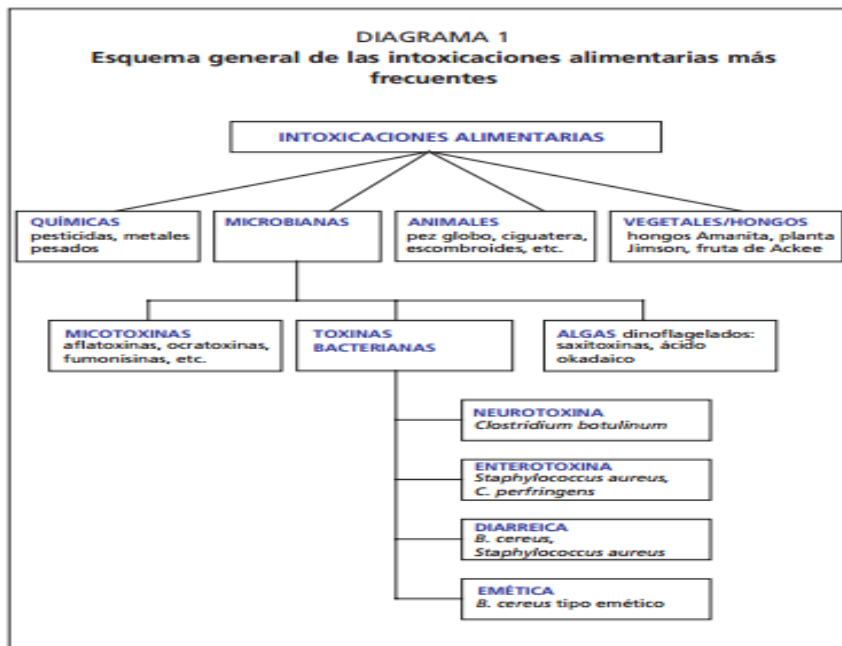 DIAGRAMA 1
Esquema general de las intoxicaciones alimentarias más
frecuentes
INTOXICACIONES ALIMENTARIAS
QUÍMICAS
pesticidas, metales
pesados
MICROBIANAS
ANIMALES
pez globo, ciguatera,
escombroides, etc.
VEGETALES/HONGOS
hongos Amanita, planta
Jimson, fruta de Ackee
MICOTOXINAS
aflatoxinas, ocratoxinas,
fumonisinas, etc.
TOXINAS
BACTERIANAS
ALGAS dinoflagelados:
saxitoxinas, ácido
okadaico
NEUROTOXINA
Clostridium botulinum
ENTEROTOXINA
Staphylococcus aureus,
C. perfringens
DIARREICA
B. cereus,
Staphylococcus aureus
EMÉTICA
B. cereus tipo emético